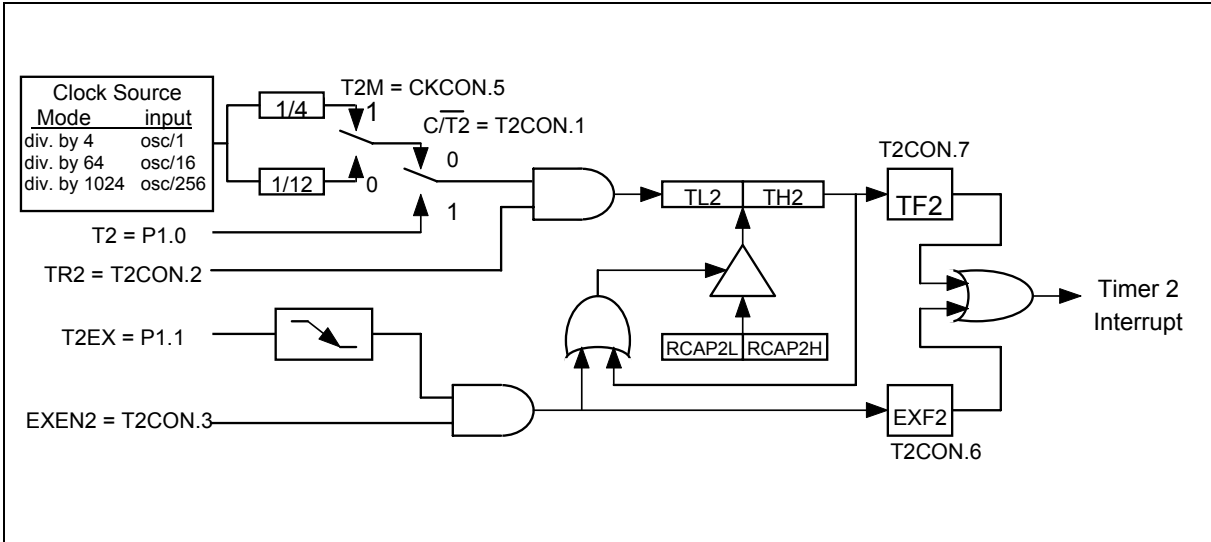 Clock Source
Mode input
div. by 4 osc/1
div. by 64 osc/16
div. by 1024 osc/256
1/4
1/12
T2M = CKCON.5
1
0
C/T2 = T2CON.1
0
1
T2 = P1.0
TR2 = T2CON.2
T2EX = P1.1
EXEN2 = T2CON.3
TL2 TH2
RCAP2L RCAP2H
T2CON.7
TF2
EXF2
T2CON.6
Timer 2
Interrupt